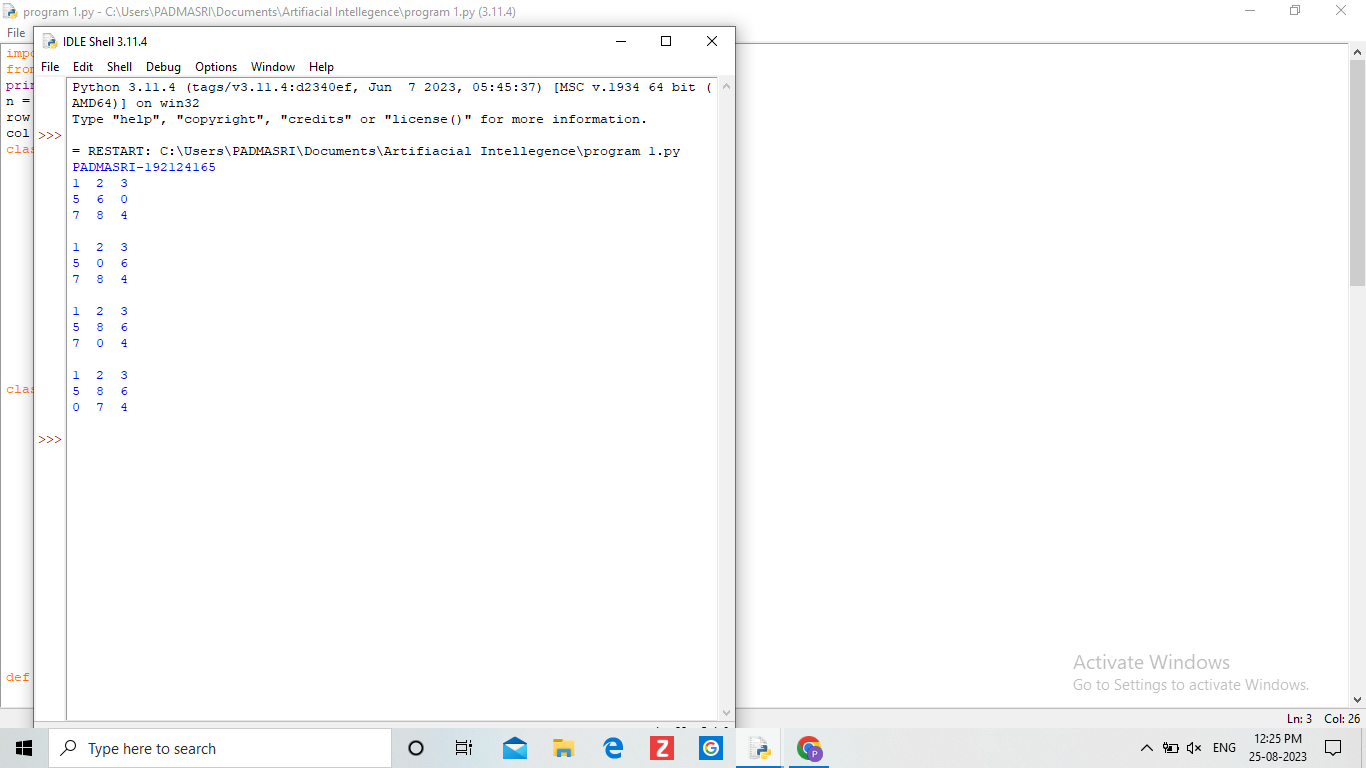 program 1.py - C:\Users\PADMASRI\Documents\Artifiacial Intellegence\program 1.py (3.11.4)
File
IDLE Shell 3.11.4
File Edit Shell Debug Options Window Help
impo
from
prin
n =
row
col
clas
clas
def
Python 3.11.4 (tags/v3.11.4:d2340ef, Jun  7 2023, 05:45:37) [MSC v.1934 64 bit (
AMD64)] on win32
Type "help", "copyright", "credits" or "license()" for more information.
>>>
= RESTART: C:\Users\PADMASRI\Documents\Artifiacial Intellegence\program 1.py
PADMASRI-192124165
1  2  3
5  6  0
7  8  4
1  2  3
5  0  6
7  8  4
1  2  3
5  8  6
7  0  4
1  2  3
5  8  6
0  7  4
>>>
Activate Windows
Go to Settings to activate Windows.
Ln: 3 Col: 26
Type here to search
Z
G
P
ENG
12:25 PM
25-08-2023